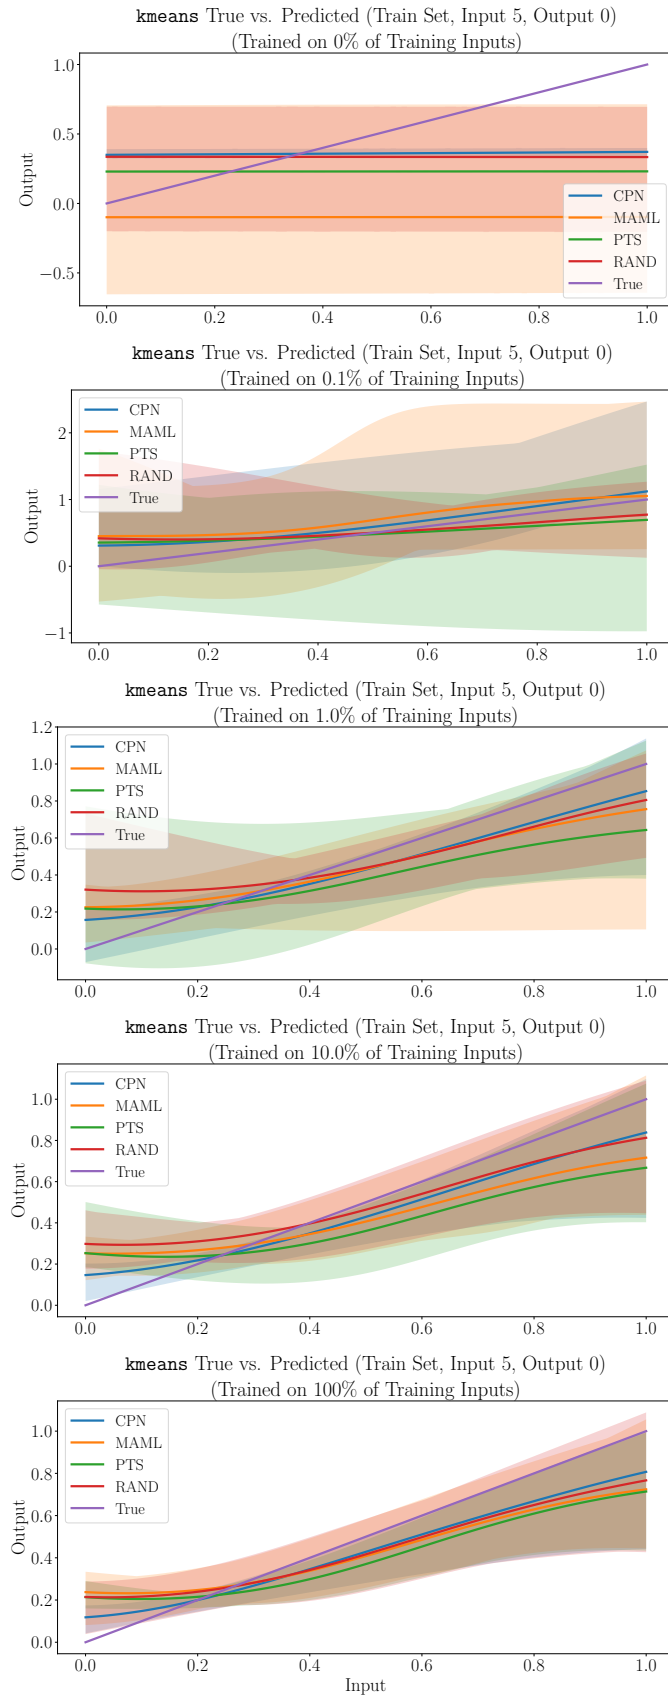 kmeans True vs. Predicted (Train Set, Input 5, Output 0)
(Trained on 0% of Training Inputs)
1.0
0.5
0.0
−0.5
Output
CPN
MAML
PTS
RAND
True
0.0 0.2 0.4 0.6 0.8 1.0
kmeans True vs. Predicted (Train Set, Input 5, Output 0)
(Trained on 0.1% of Training Inputs)
2
1
0
−1
Output
CPN
MAML
PTS
RAND
True
0.0 0.2 0.4 0.6 0.8 1.0
kmeans True vs. Predicted (Train Set, Input 5, Output 0)
(Trained on 1.0% of Training Inputs)
1.2
1.0
0.8
0.6
0.4
0.2
0.0
Output
CPN
MAML
PTS
RAND
True
0.0 0.2 0.4 0.6 0.8 1.0
kmeans True vs. Predicted (Train Set, Input 5, Output 0)
(Trained on 10.0% of Training Inputs)
1.0
0.8
0.6
0.4
0.2
0.0
Output
CPN
MAML
PTS
RAND
True
0.0 0.2 0.4 0.6 0.8 1.0
kmeans True vs. Predicted (Train Set, Input 5, Output 0)
(Trained on 100% of Training Inputs)
1.0
0.8
0.6
0.4
0.2
0.0
Output
CPN
MAML
PTS
RAND
True
0.0 0.2 0.4 0.6 0.8 1.0
Input